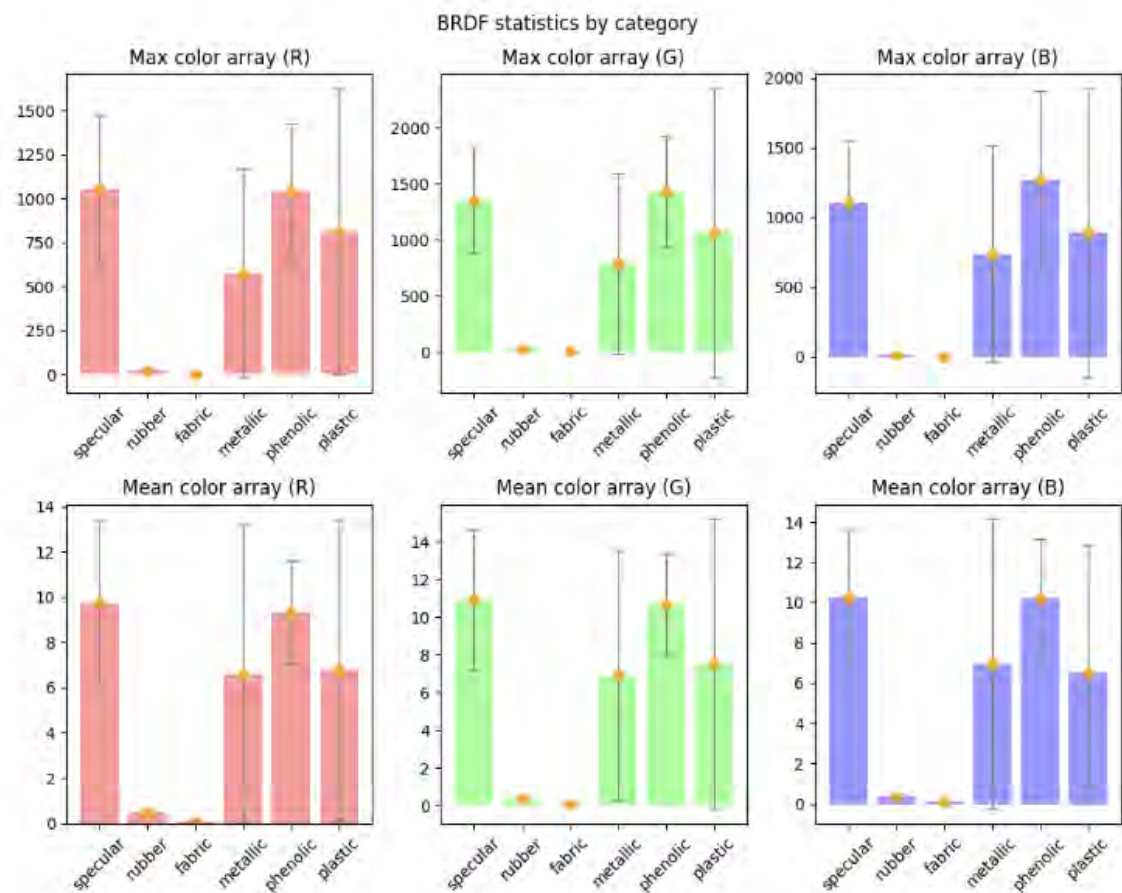 BRDF statistics by category
Max color array (R)
Max color array (G)
Max color array (B)
1500
1250
1000
750
500
250
0
2000
1500
1000
500
0
2000
1500
1000
500
0
specular
rubber
fabric
metallic
phenolic
plastic
specular
rubber
fabric
metallic
phenolic
plastic
specular
rubber
fabric
metallic
phenolic
plastic
Mean color array (R)
Mean color array (G)
Mean color array (B)
14
12
10
8
6
4
2
0
14
12
10
8
6
4
2
0
14
12
10
8
6
4
2
0
specular
rubber
fabric
metallic
phenolic
plastic
specular
rubber
fabric
metallic
phenolic
plastic
specular
rubber
fabric
metallic
phenolic
plastic